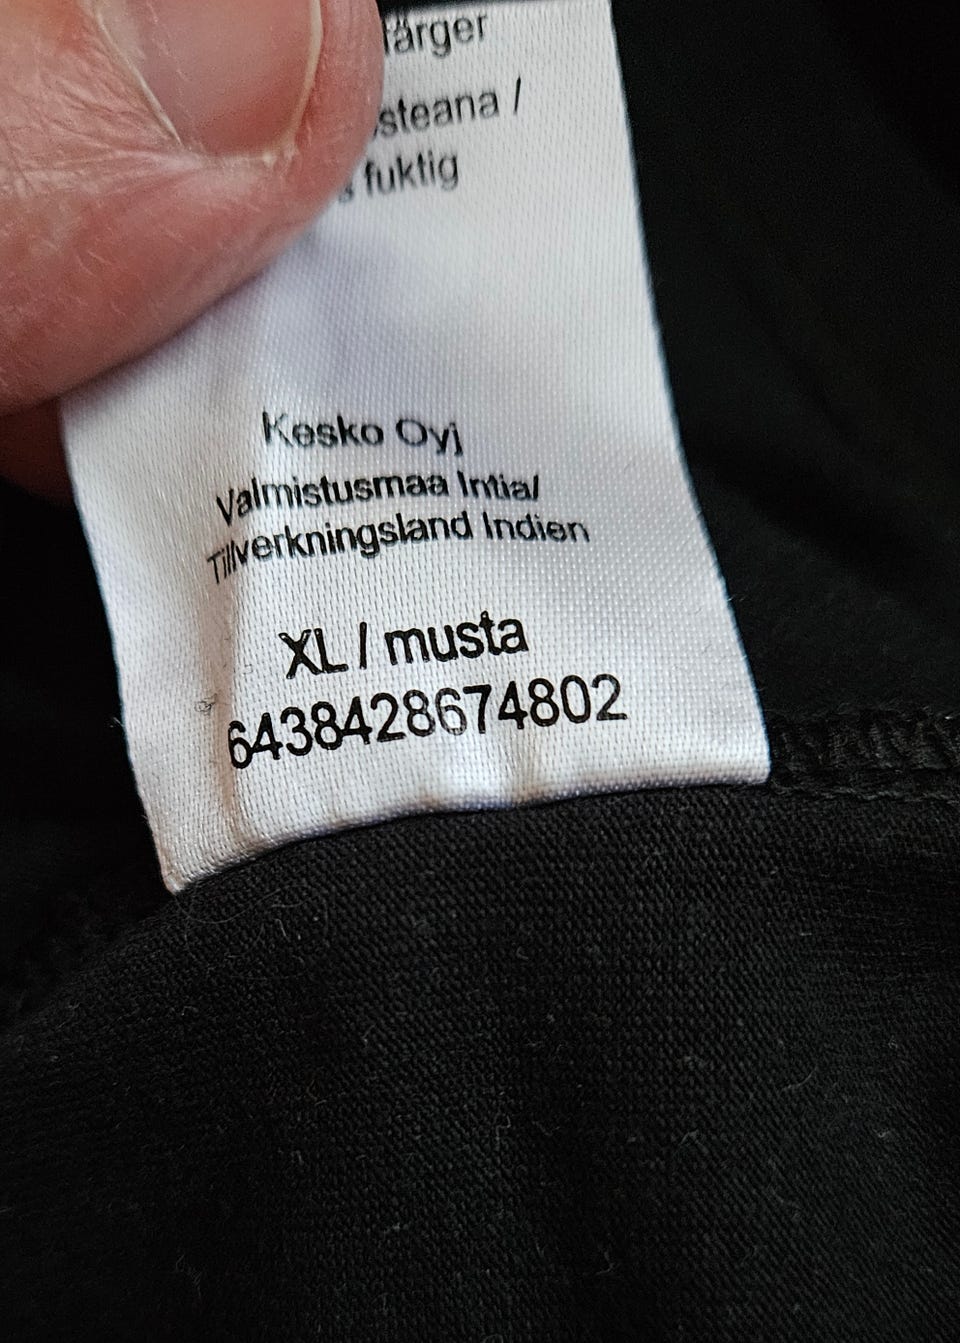 färger
steana /
fuktig
Kesko Oyj
Valmistusmaa Intia/
Tillverkningsland Indien
XL / musta
6438428674802